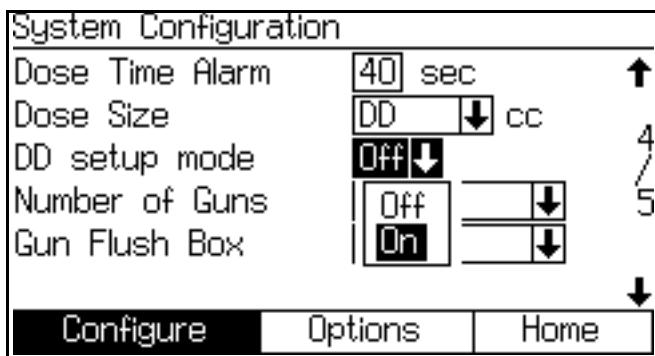 System Configuration
Dose Time Alarm 40 sec
Dose Size DD cc
DD setup mode Off
Number of Guns Off
Gun Flush Box On
4/5
Configure Options Home